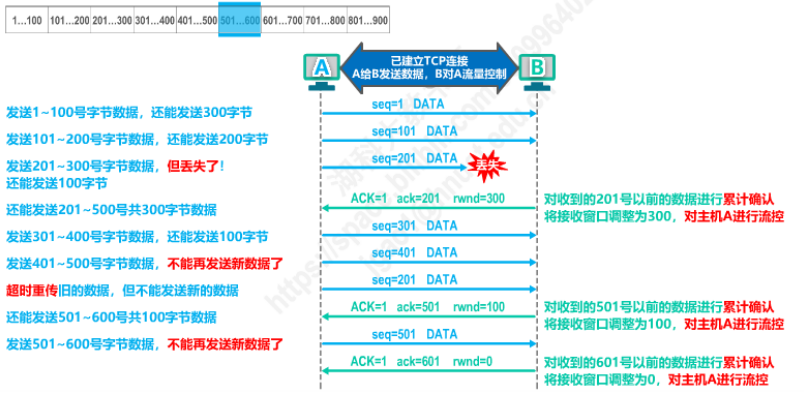 1…100 101…200 201…300 301…400 401…500 501…600 601…700 701…800 801…900
已建立TCP连接
A给B发送数据，B对A流量控制
A
B
发送1~100号字节数据，还能发送300字节
seq=1 DATA
发送101~200号字节数据，还能发送200字节
seq=101 DATA
发送201~300号字节数据，但丢失了！
还能发送100字节
seq=201 DATA
丢失
还能发送201~500号共300字节数据
ACK=1 ack=201 rwnd=300
对收到的201号以前的数据进行累计确认
将接收窗口调整为300，对主机A进行流控
发送301~400号字节数据，还能发送100字节
seq=301 DATA
发送401~500号字节数据，不能再发送新数据了
seq=401 DATA
超时重传旧的数据，但不能发送新的数据
seq=201 DATA
还能发送501~600号共100字节数据
ACK=1 ack=501 rwnd=100
对收到的501号以前的数据进行累计确认
将接收窗口调整为100，对主机A进行流控
发送501~600号字节数据，不能再发送新数据了
seq=501 DATA
ACK=1 ack=601 rwnd=0
对收到的601号以前的数据进行累计确认
将接收窗口调整为0，对主机A进行流控